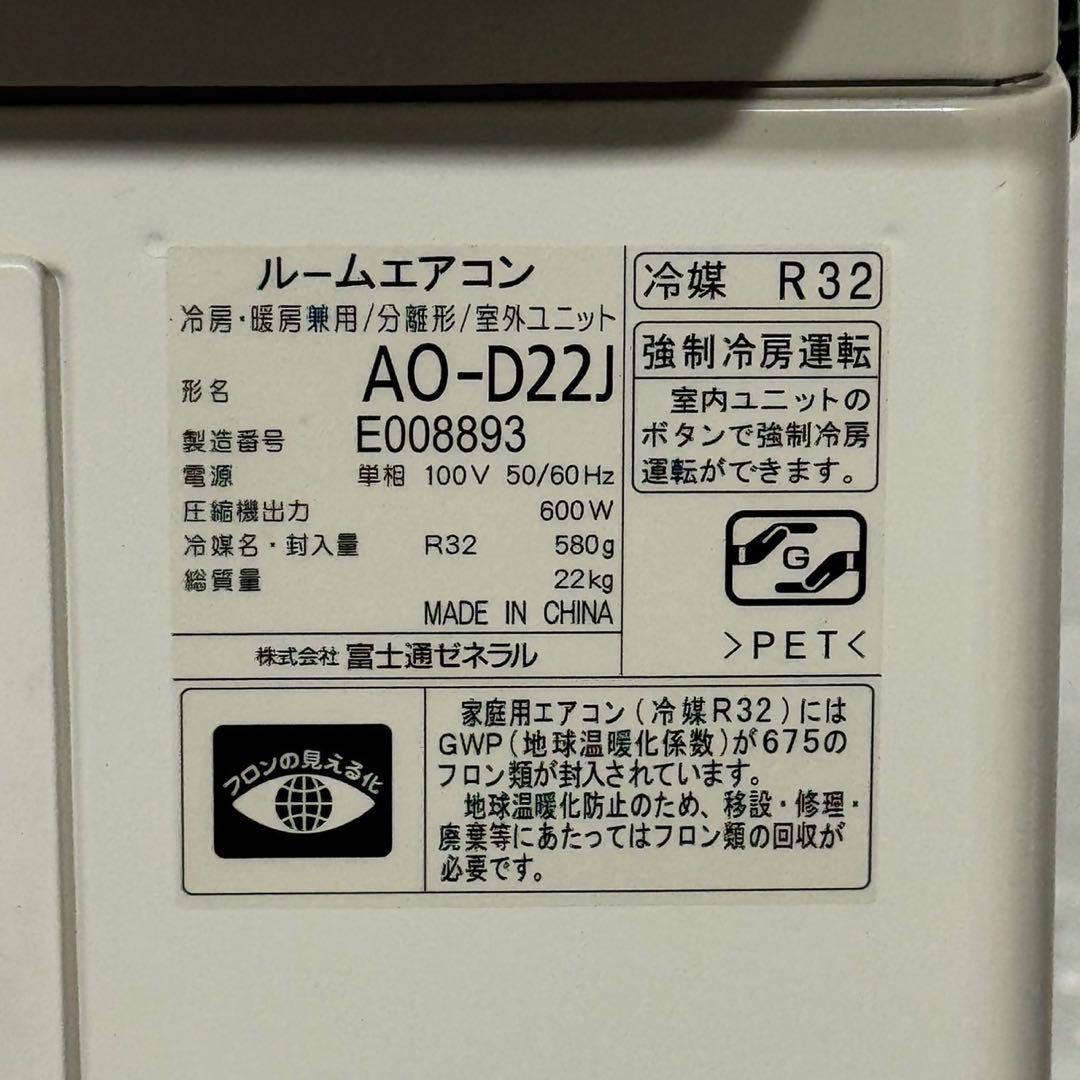 ルームエアコン
冷房・暖房兼用/分離形/室外ユニット
形名 AO-D22J
製造番号 E008893
電源 単相 100V 50/60Hz
圧縮機出力 600W
冷媒名・封入量 R32 580g
総質量 22kg
MADE IN CHINA
株式会社 富士通ゼネラル
冷媒 R32
強制冷房運転
室内ユニットの
ボタンで強制冷房
運転ができます。
G
>PET<
フロンの見える化
家庭用エアコン(冷媒R32)には
GWP(地球温暖化係数)が675の
フロン類が封入されています。
地球温暖化防止のため、移設・修理・
廃棄等にあたってはフロン類の回収が
必要です。